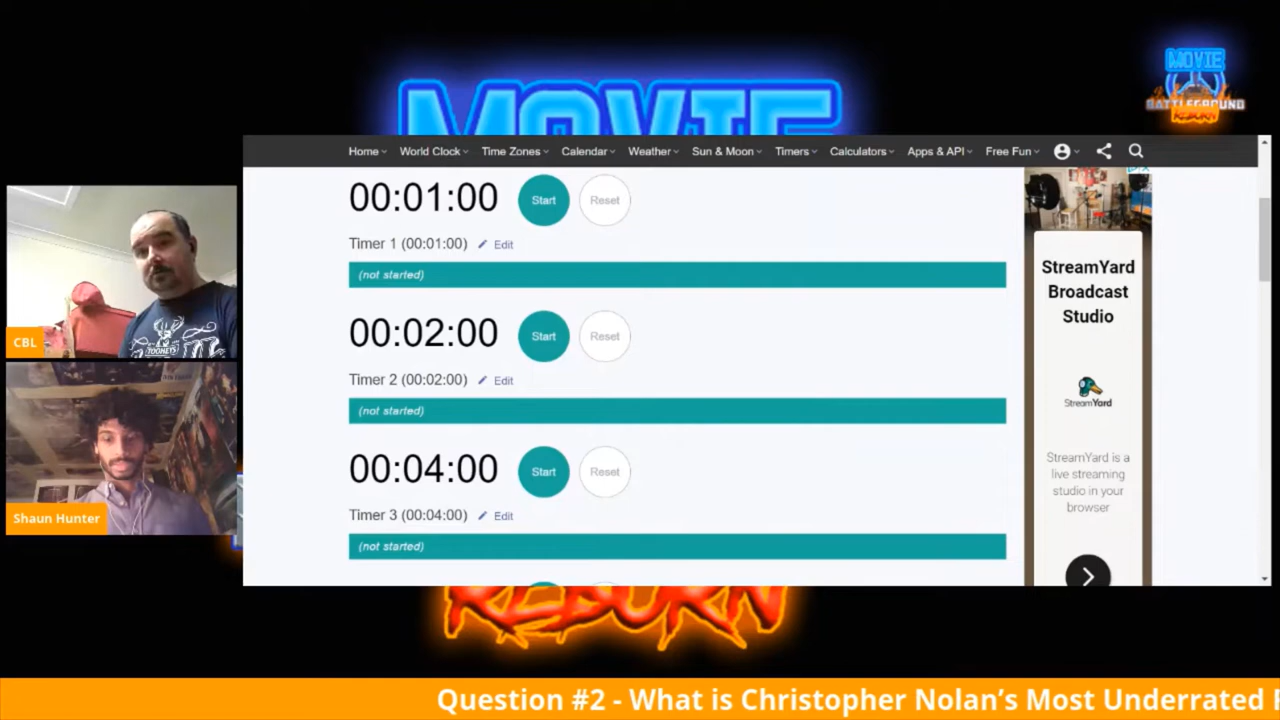 MOVIE
MOVIE
BATTLEGROUND
REBORN
Home World Clock Time Zones Calendar Weather Sun & Moon Timers Calculators Apps & API Free Fun
00:01:00 Start Reset
Timer 1 (00:01:00) Edit
(not started)
00:02:00 Start Reset
Timer 2 (00:02:00) Edit
(not started)
00:04:00 Start Reset
Timer 3 (00:04:00) Edit
(not started)
StreamYard
Broadcast
Studio
StreamYard
StreamYard is a
live streaming
studio in your
browser
CBL
TOOHEYS
Shaun Hunter
REBORN
Question #2 - What is Christopher Nolan’s Most Underrated